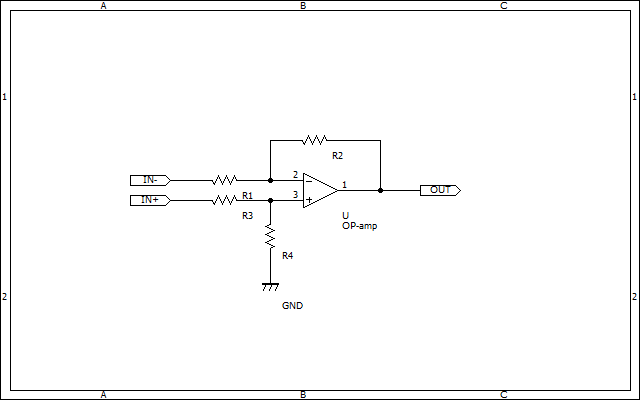 A B C
1 1
R2
IN- 2 1 OUT
IN+ R1 3
R3 U
OP-amp
R4
2 2
GND
A B C